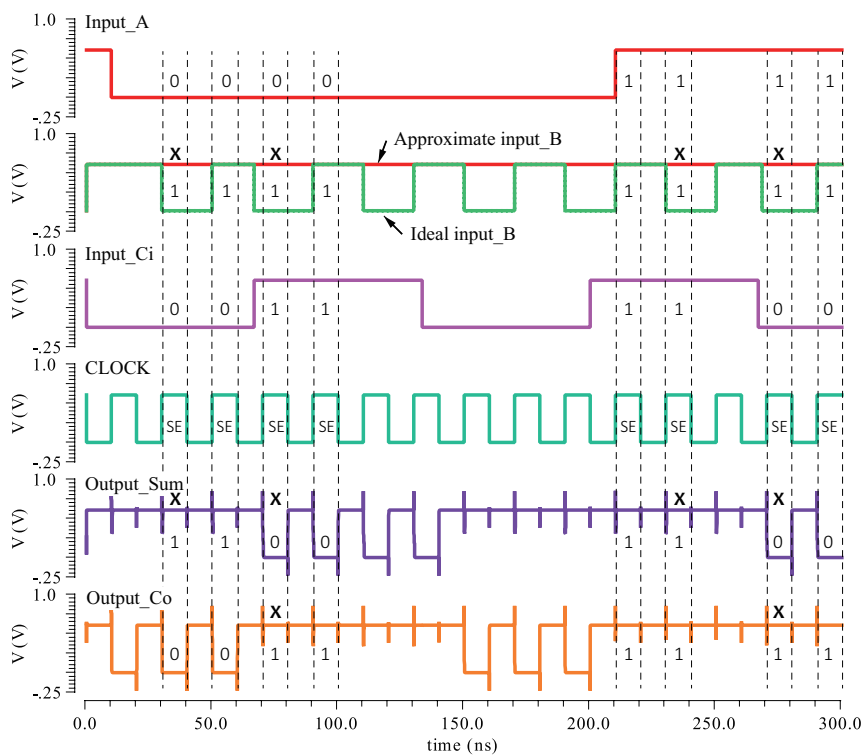 1.0
Input_A
V (V)
0 0 0 0 1 1 1 1
-.25
1.0
X X X X
Approximate input_B
V (V)
1 1 1 1 1 1 1 1
Ideal input_B
-.25
1.0
Input_Ci
V (V)
0 0 1 1 1 1 0 0
-.25
1.0
CLOCK
V (V)
SE SE SE SE SE SE SE SE
-.25
1.0
Output_Sum
X X X X
V (V)
1 1 0 0 1 1 0 0
-.25
1.0
Output_Co
X X
V (V)
0 0 1 1 1 1 1 1
-.25
0.0 50.0 100.0 150.0 200.0 250.0 300.0
time (ns)